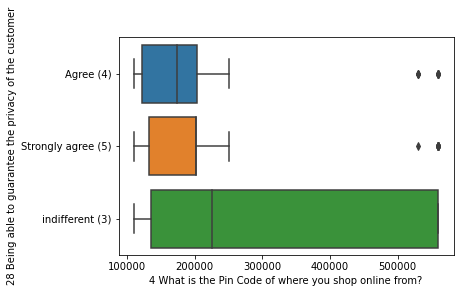 28 Being able to guarantee the privacy of the customer
Agree (4)
Strongly agree (5)
indifferent (3)
100000 200000 300000 400000 500000
4 What is the Pin Code of where you shop online from?